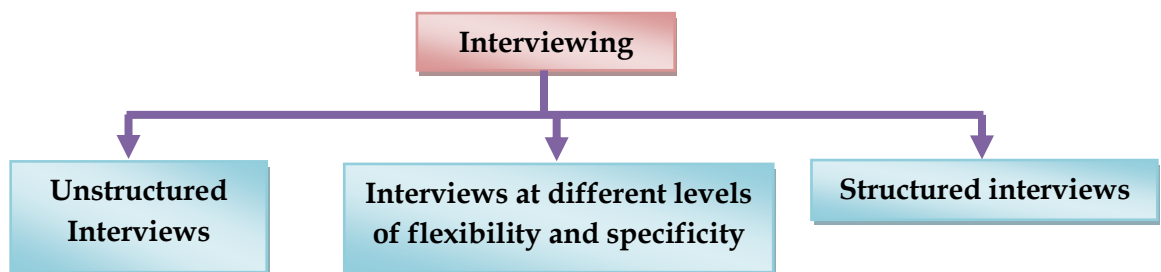 Interviewing
Unstructured
Interviews
Interviews at different levels
of flexibility and specificity
Structured interviews